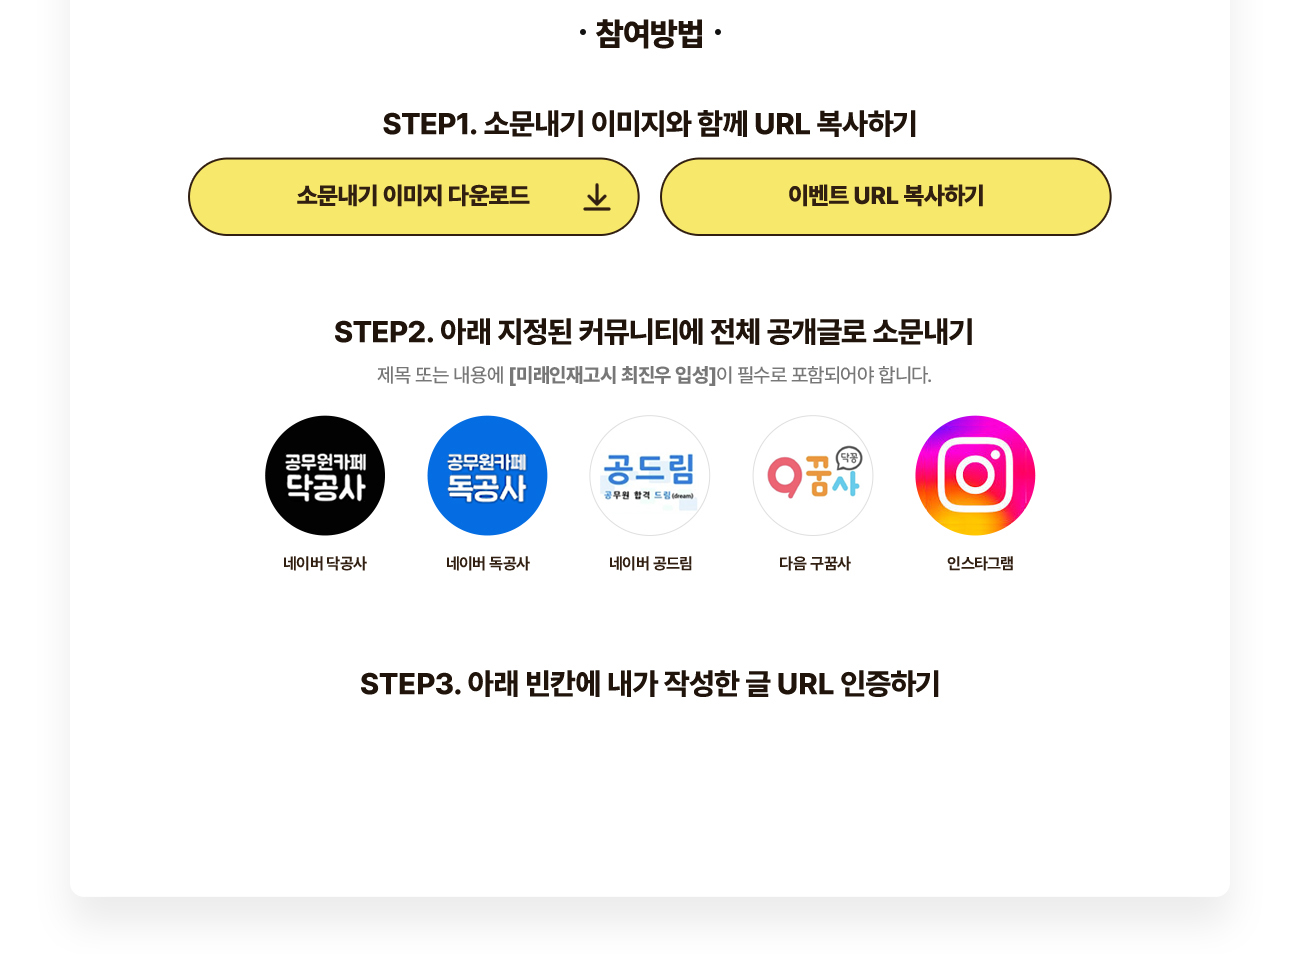 · 참여방법 ·
STEP1. 소문내기 이미지와 함께 URL 복사하기
소문내기 이미지 다운로드
이벤트 URL 복사하기
STEP2. 아래 지정된 커뮤니티에 전체 공개글로 소문내기
제목 또는 내용에 [미래인재고시 최진우 입성]이 필수로 포함되어야 합니다.
공무원카페
닥공사
공무원카페
독공사
공드림
공무원 합격 드림(dream)
9꿈사
닥꽁
네이버 닥공사
네이버 독공사
네이버 공드림
다음 구꿈사
인스타그램
STEP3. 아래 빈칸에 내가 작성한 글 URL 인증하기